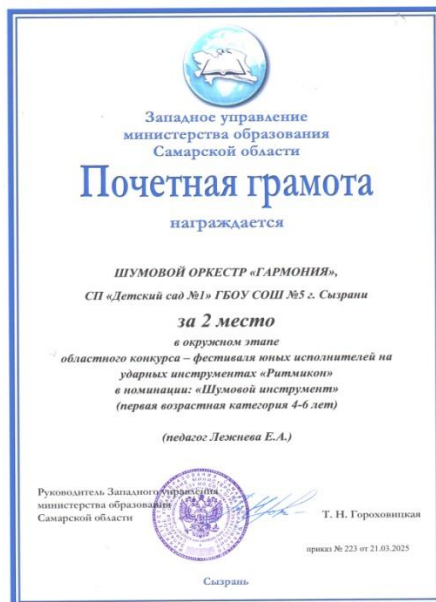 Западное управление
министерства образования
Самарской области
Почетная грамота
награждается
ШУМОВОЙ ОРКЕСТР «ГАРМОНИЯ»,
СП «Детский сад №1» ГБОУ СОШ №5 г. Сызрани
за 2 место
в окружном этапе
областного конкурса – фестиваля юных исполнителей на
ударных инструментах «Ритмикон»
в номинации: «Шумовой инструмент»
(первая возрастная категория 4-6 лет)
(педагог Лежнева Е.А.)
Руководитель Западного управления
министерства образования
Самарской области
Т. Н. Гороховицкая
приказ № 223 от 21.03.2025
Сызрань